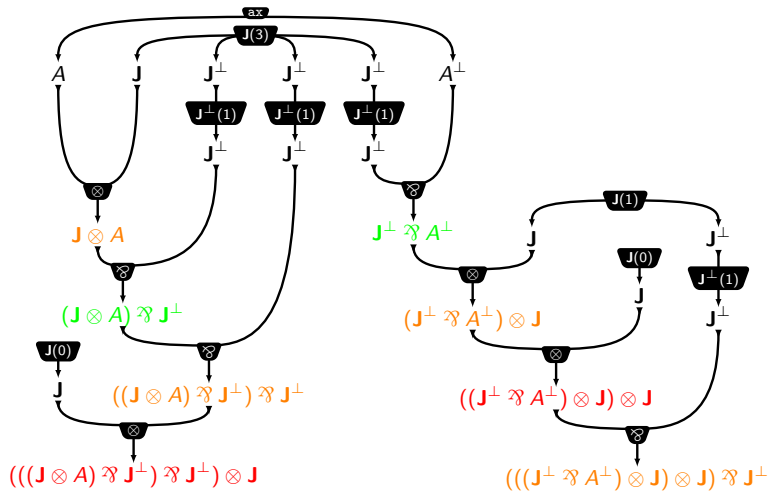 ax
𝐉(3)
A 𝐉 𝐉⊥ 𝐉⊥ 𝐉⊥ A⊥
𝐉⊥(1) 𝐉⊥(1) 𝐉⊥(1)
𝐉⊥ 𝐉⊥ 𝐉⊥
⊗ ⅋ 𝐉(1)
𝐉 ⊗ A 𝐉⊥ ⅋ A⊥ 𝐉 𝐉⊥
⅋ ⊗ 𝐉(0) 𝐉⊥(1)
𝐉
(𝐉 ⊗ A) ⅋ 𝐉⊥ (𝐉⊥ ⅋ A⊥) ⊗ 𝐉 𝐉⊥
𝐉(0) ⅋ ⊗
𝐉 ((𝐉 ⊗ A) ⅋ 𝐉⊥) ⅋ 𝐉⊥ ((𝐉⊥ ⅋ A⊥) ⊗ 𝐉) ⊗ 𝐉
⊗ ⅋
(((𝐉 ⊗ A) ⅋ 𝐉⊥) ⅋ 𝐉⊥) ⊗ 𝐉 (((𝐉⊥ ⅋ A⊥) ⊗ 𝐉) ⊗ 𝐉) ⅋ 𝐉⊥